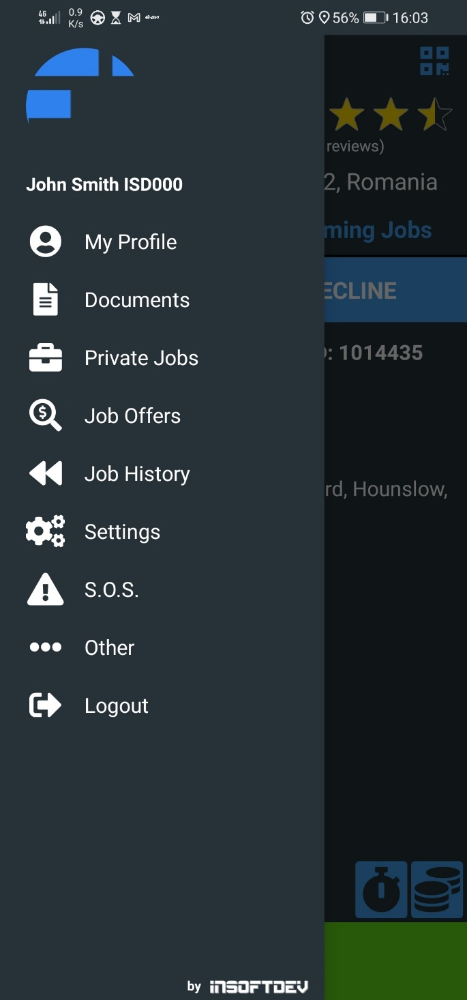 4G 0.9 K/s e·on 56% 16:03
reviews)
John Smith ISD000
2, Romania
My Profile
ming Jobs
Documents
ECLINE
Private Jobs
: 1014435
Job Offers
Job History
rd, Hounslow,
Settings
S.O.S.
Other
Logout
by INSOFTDEV